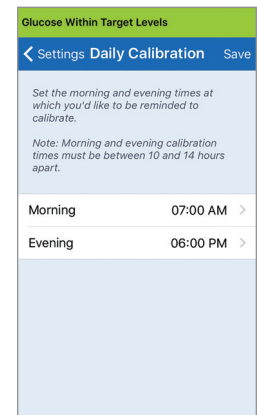 Glucose Within Target Levels
Settings Daily Calibration Save
Set the morning and evening times at
which you'd like to be reminded to
calibrate.
Note: Morning and evening calibration
times must be between 10 and 14 hours
apart.
Morning 07:00 AM
Evening 06:00 PM